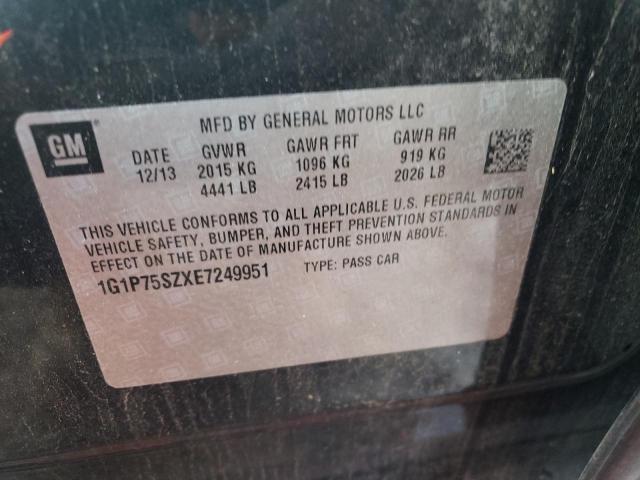 GM®
MFD BY GENERAL MOTORS LLC
DATE GVWR GAWR FRT GAWR RR
12/13 2015 KG 1096 KG 919 KG
4441 LB 2415 LB 2026 LB
THIS VEHICLE CONFORMS TO ALL APPLICABLE U.S. FEDERAL MOTOR
VEHICLE SAFETY, BUMPER, AND THEFT PREVENTION STANDARDS IN
EFFECT ON THE DATE OF MANUFACTURE SHOWN ABOVE.
1G1P75SZXE7249951 TYPE: PASS CAR